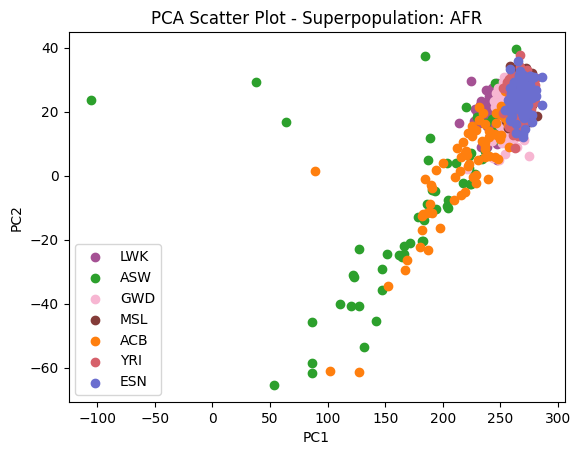 PCA Scatter Plot - Superpopulation: AFR
PC2
40
20
0
−20
−40
−60
LWK
ASW
GWD
MSL
ACB
YRI
ESN
−100
−50
0
50
100
150
200
250
300
PC1